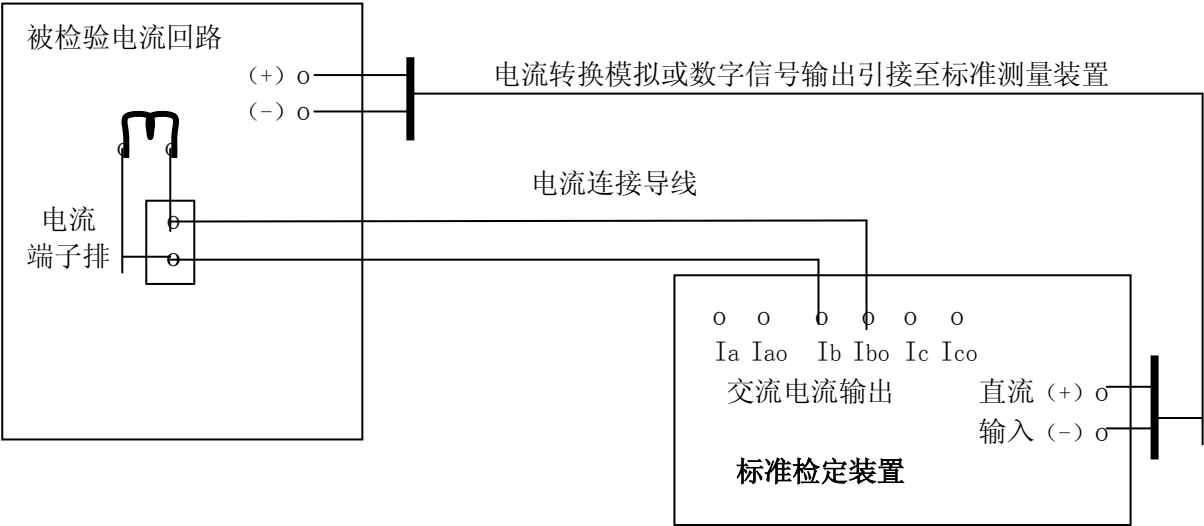 被检验电流回路
(+) o
(-) o
电流转换模拟或数字信号输出引接至标准测量装置
o o
电流连接导线
电流
端子排
o
o
o o o o o o
Ia Iao Ib Ibo Ic Ico
交流电流输出
直流 (+) o
输入 (-) o
标准检定装置